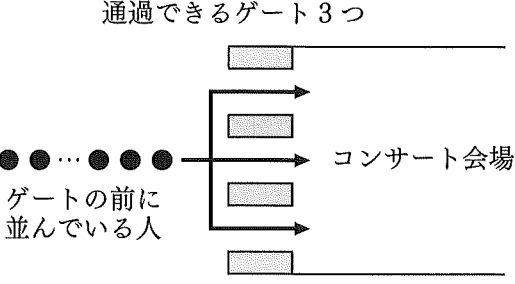 通過できるゲート3つ
コンサート会場
ゲートの前に
並んでいる人